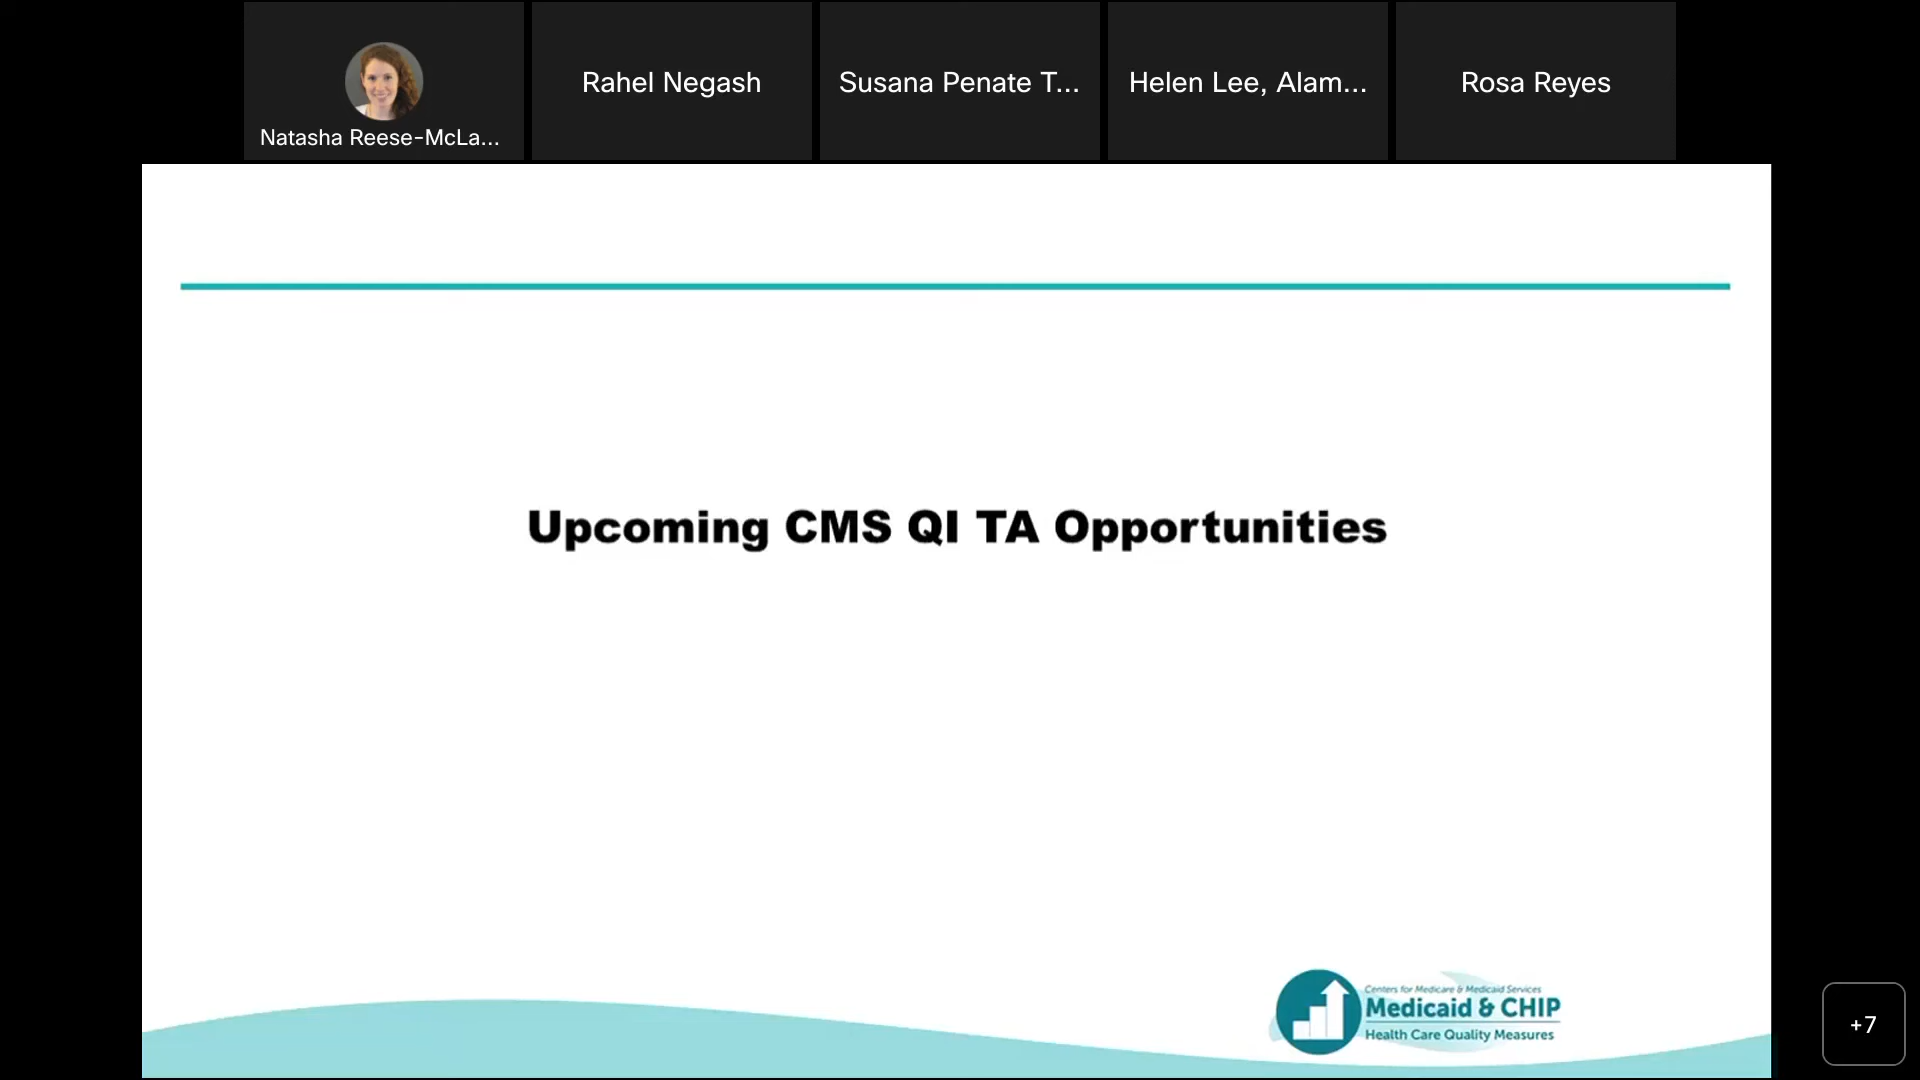 Natasha Reese-McLa...
Rahel Negash
Susana Penate T...
Helen Lee, Alam...
Rosa Reyes
Upcoming CMS QI TA Opportunities
Centers for Medicare & Medicaid Services
Medicaid & CHIP
Health Care Quality Measures
+7